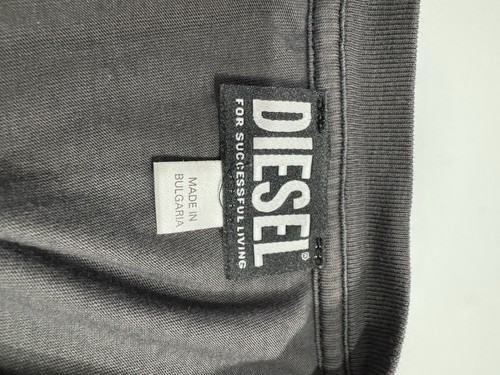 DIESEL®
FOR SUCCESSFUL LIVING
MADE IN
BULGARIA